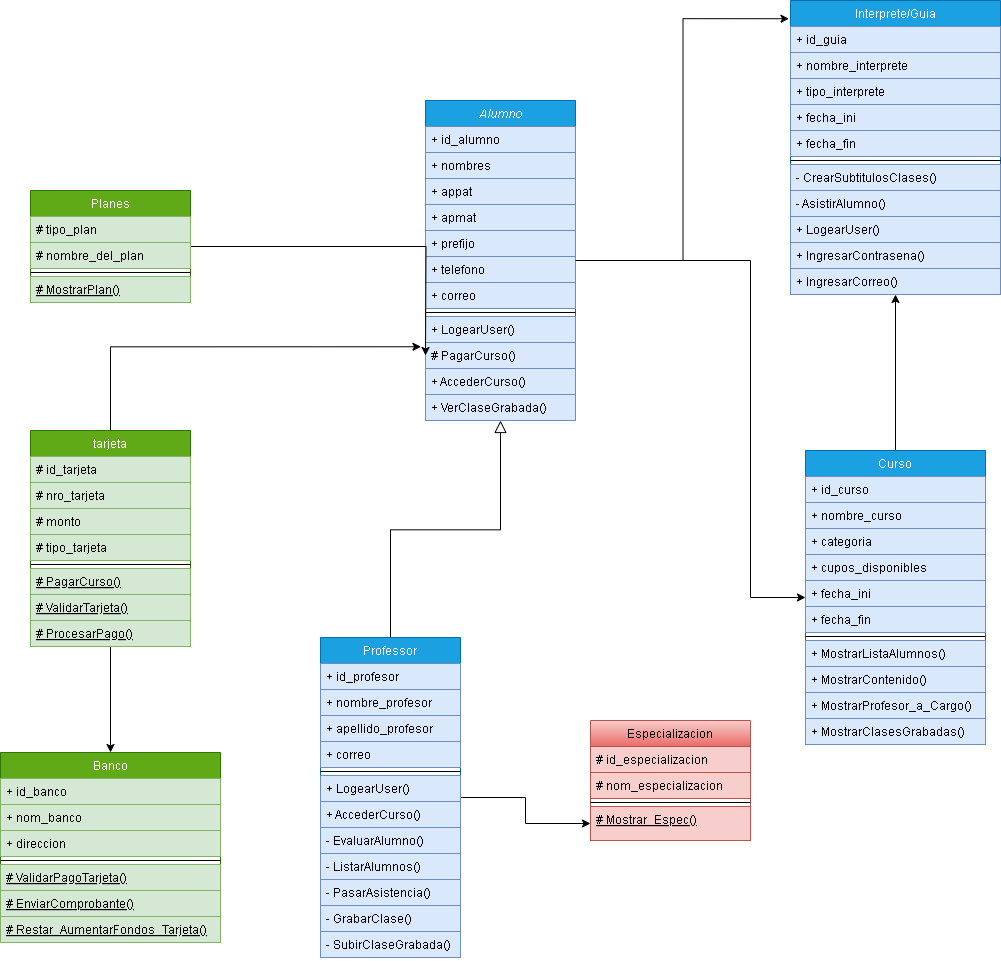 Interprete/Guia
+ id_guia
+ nombre_interprete
+ tipo_interprete
+ fecha_ini
+ fecha_fin
- CrearSubtitulosClases()
- AsistirAlumno()
+ LogearUser()
+ IngresarContrasena()
+ IngresarCorreo()
Alumno
+ id_alumno
+ nombres
+ appat
+ apmat
+ prefijo
+ telefono
+ correo
+ LogearUser()
# PagarCurso()
+ AccederCurso()
+ VerClaseGrabada()
Planes
# tipo_plan
# nombre_del_plan
# MostrarPlan()
tarjeta
# id_tarjeta
# nro_tarjeta
# monto
# tipo_tarjeta
# PagarCurso()
# ValidarTarjeta()
# ProcesarPago()
Curso
+ id_curso
+ nombre_curso
+ categoria
+ cupos_disponibles
+ fecha_ini
+ fecha_fin
+ MostrarListaAlumnos()
+ MostrarContenido()
+ MostrarProfesor_a_Cargo()
+ MostrarClasesGrabadas()
Professor
+ id_profesor
+ nombre_profesor
+ apellido_profesor
+ correo
+ LogearUser()
+ AccederCurso()
- EvaluarAlumno()
- ListarAlumnos()
- PasarAsistencia()
- GrabarClase()
- SubirClaseGrabada()
Especializacion
# id_especializacion
# nom_especializacion
# Mostrar_Espec()
Banco
+ id_banco
+ nom_banco
+ direccion
# ValidarPagoTarjeta()
# EnviarComprobante()
# Restar_AumentarFondos_Tarjeta()